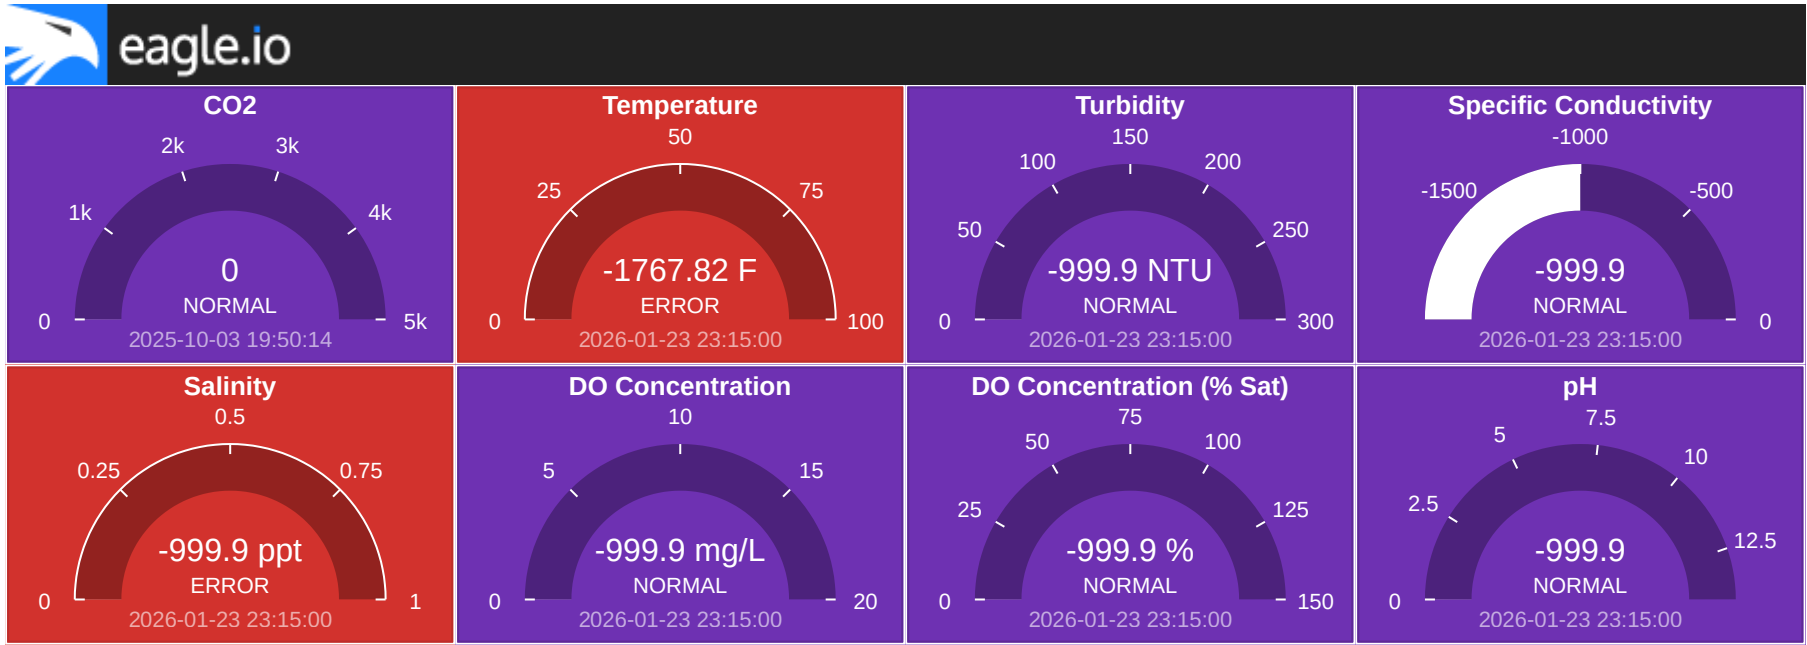 eagle.io
CO2
0
1k
2k
3k
4k
5k
0
NORMAL
2025-10-03 19:50:14
Temperature
0
25
50
75
100
-1767.82 F
ERROR
2026-01-23 23:15:00
Turbidity
0
50
100
150
200
250
300
-999.9 NTU
NORMAL
2026-01-23 23:15:00
Specific Conductivity
-1500
-1000
-500
0
-999.9
NORMAL
2026-01-23 23:15:00
Salinity
0
0.25
0.5
0.75
1
-999.9 ppt
ERROR
2026-01-23 23:15:00
DO Concentration
0
5
10
15
20
-999.9 mg/L
NORMAL
2026-01-23 23:15:00
DO Concentration (% Sat)
0
25
50
75
100
125
150
-999.9 %
NORMAL
2026-01-23 23:15:00
pH
0
2.5
5
7.5
10
12.5
-999.9
NORMAL
2026-01-23 23:15:00